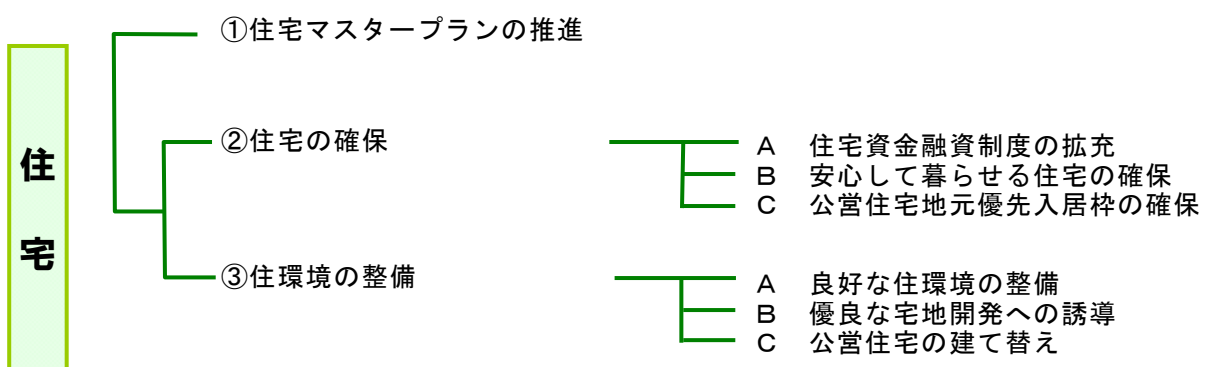 住宅
①住宅マスタープランの推進
②住宅の確保
A 住宅資金融資制度の拡充
B 安心して暮らせる住宅の確保
C 公営住宅地元優先入居枠の確保
③住環境の整備
A 良好な住環境の整備
B 優良な宅地開発への誘導
C 公営住宅の建て替え